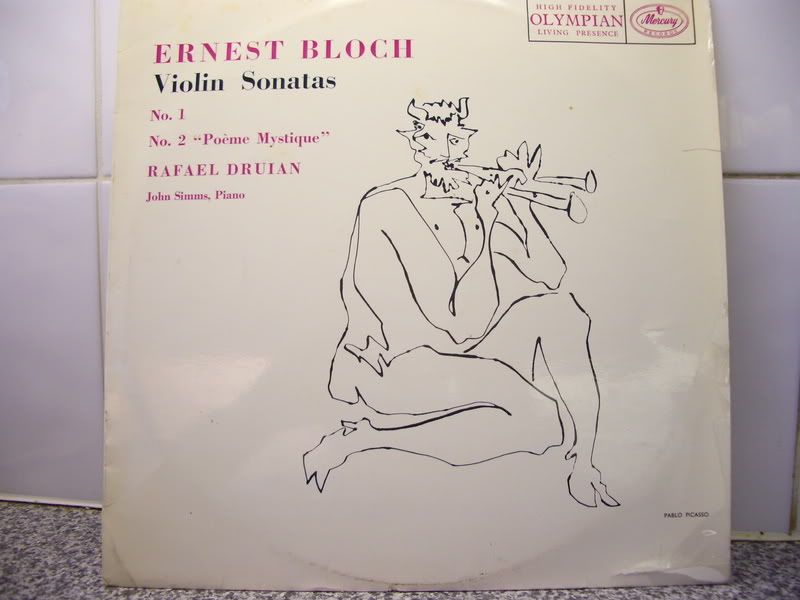 HIGH FIDELITY
OLYMPIAN
LIVING PRESENCE
Mercury
RECORDS
ERNEST BLOCH
Violin Sonatas
No. 1
No. 2 “Poème Mystique”
RAFAEL DRUIAN
John Simms, Piano
PABLO PICASSO